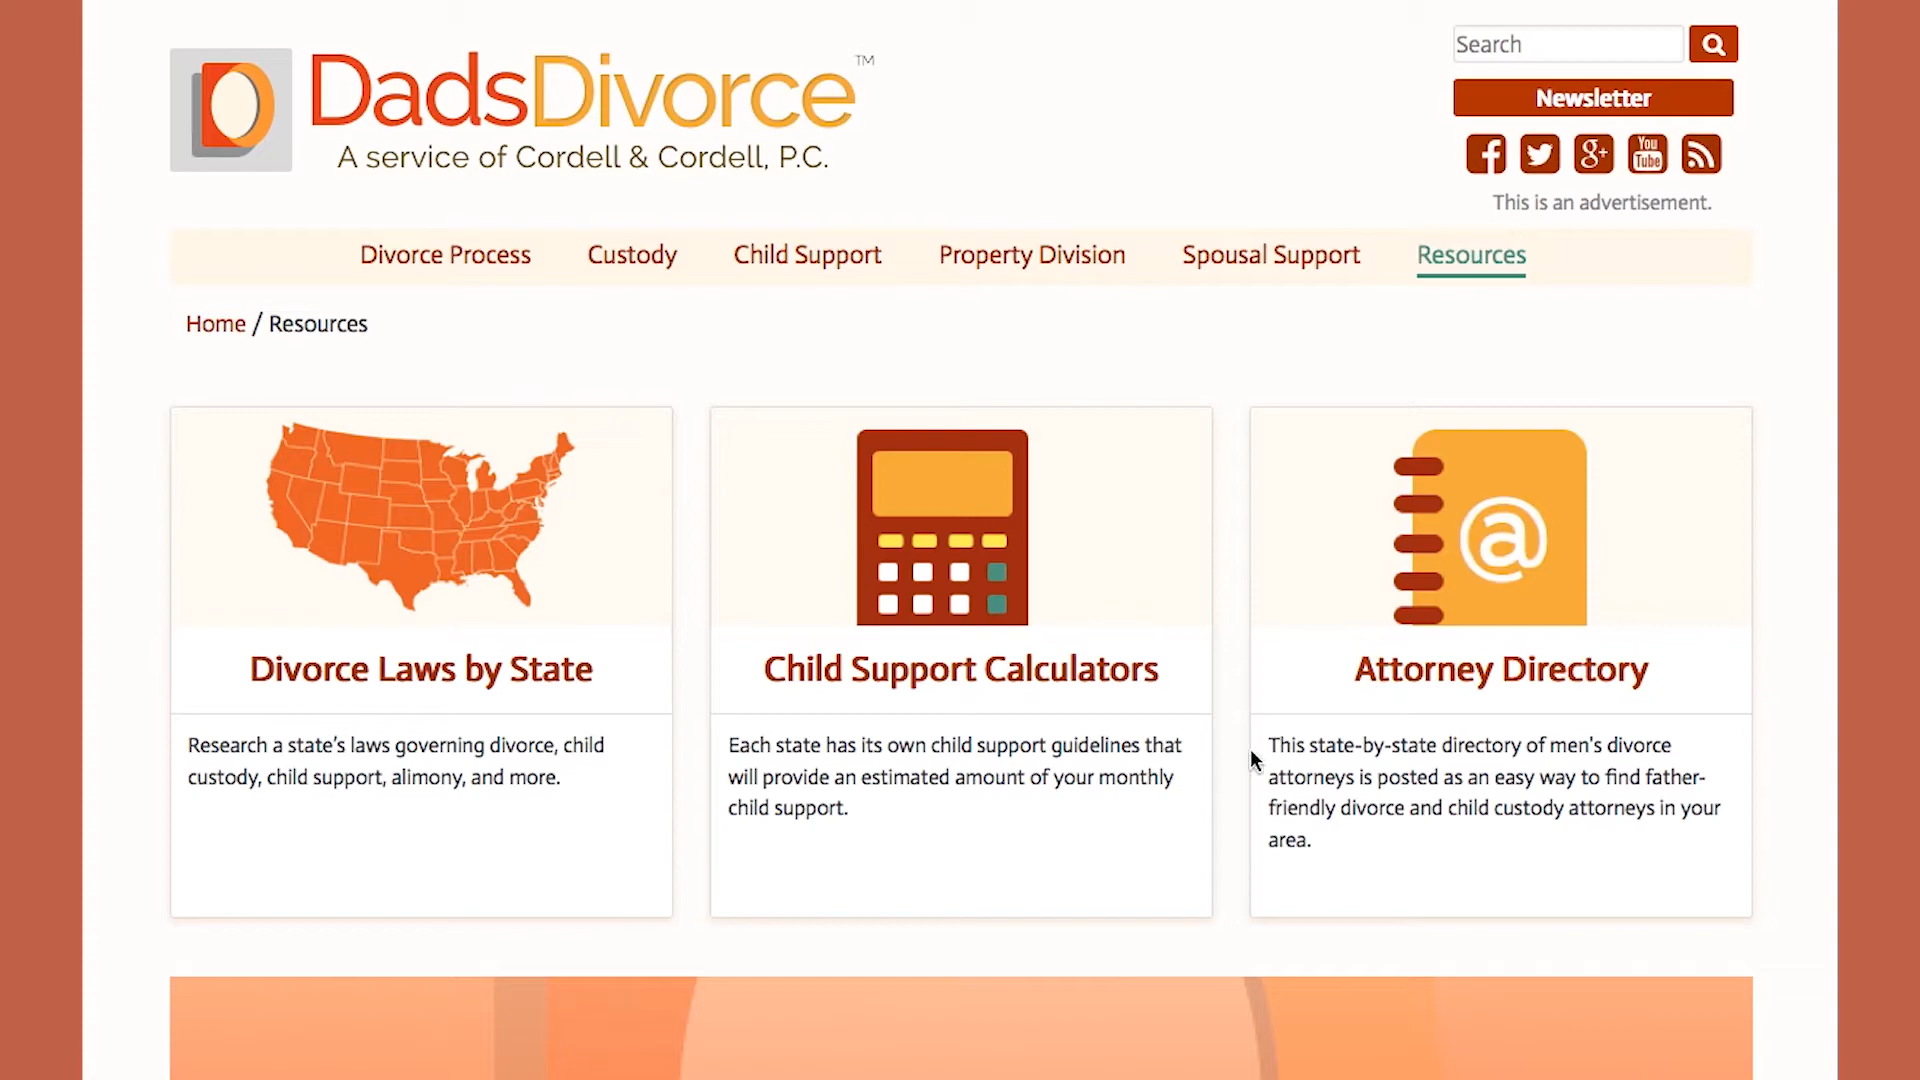 DadsDivorce™
A service of Cordell & Cordell, P.C.
Search
Newsletter
You
Tube
g+
This is an advertisement.
Divorce Process Custody Child Support Property Division Spousal Support Resources
Home / Resources
@
Divorce Laws by State
Research a state’s laws governing divorce, child
custody, child support, alimony, and more.
Child Support Calculators
Each state has its own child support guidelines that
will provide an estimated amount of your monthly
child support.
Attorney Directory
This state-by-state directory of men's divorce
attorneys is posted as an easy way to find father-
friendly divorce and child custody attorneys in your
area.